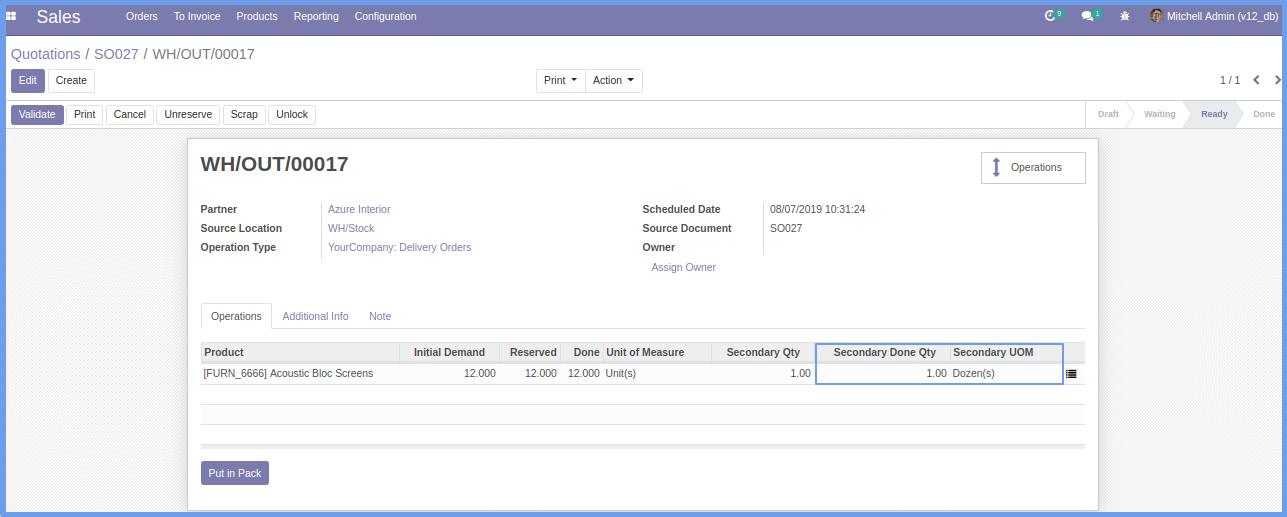 Sales Orders To Invoice Products Reporting Configuration 9 1 Mitchell Admin (v12_db)
Quotations / SO027 / WH/OUT/00017
Edit Create Print Action 1 / 1
Validate Print Cancel Unreserve Scrap Unlock Draft Waiting Ready Done
WH/OUT/00017 Operations
Partner Azure Interior Scheduled Date 08/07/2019 10:31:24
Source Location WH/Stock Source Document SO027
Operation Type YourCompany: Delivery Orders Owner
Assign Owner
Operations Additional Info Note
Product Initial Demand Reserved Done Unit of Measure Secondary Qty Secondary Done Qty Secondary UOM
[FURN_6666] Acoustic Bloc Screens 12.000 12.000 12.000 Unit(s) 1.00 1.00 Dozen(s)
Put in Pack